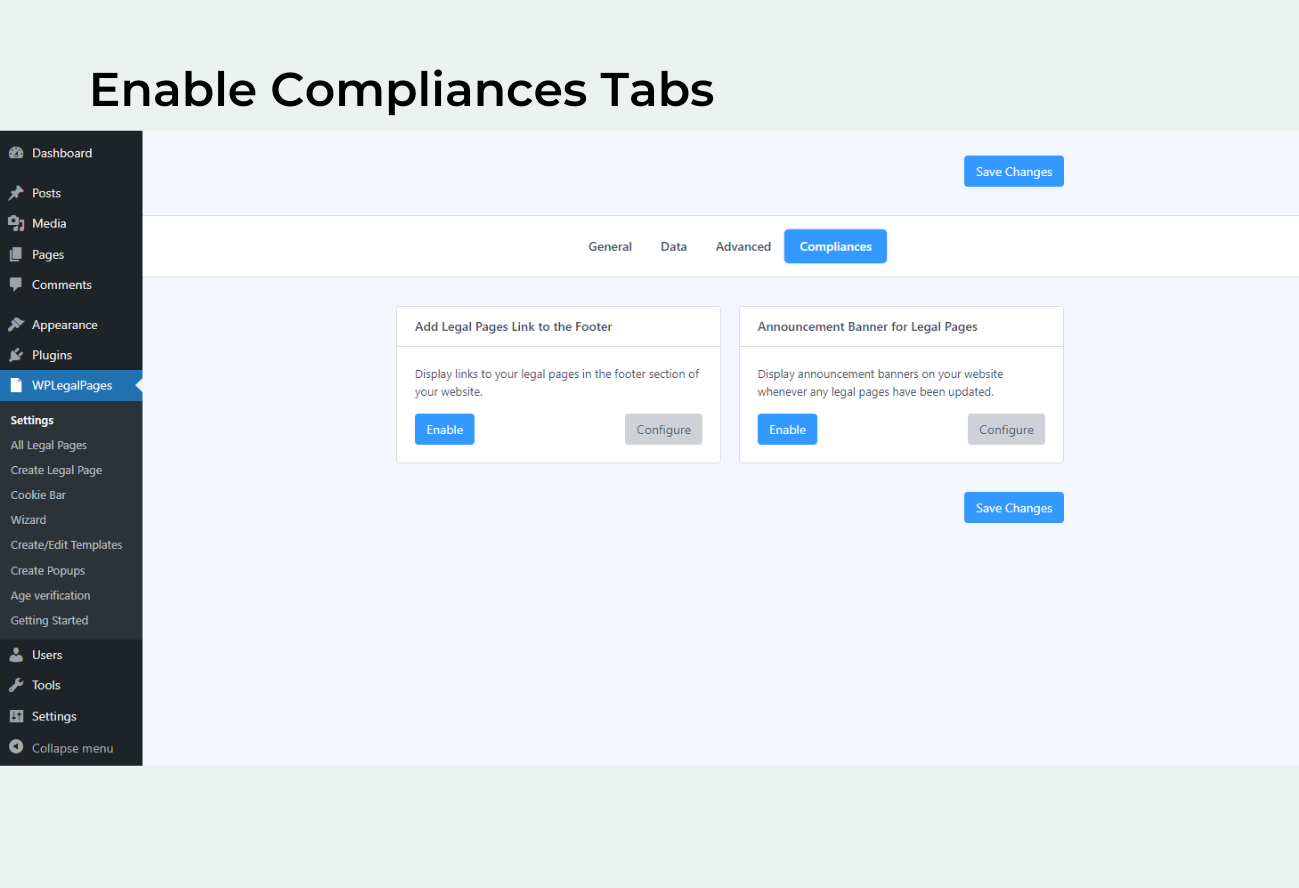 Enable Compliances Tabs
Dashboard
Posts
Media
Pages
Comments
Appearance
Plugins
WPLegalPages
Settings
All Legal Pages
Create Legal Page
Cookie Bar
Wizard
Create/Edit Templates
Create Popups
Age verification
Getting Started
Users
Tools
Settings
Collapse menu
Save Changes
General
Data
Advanced
Compliances
Add Legal Pages Link to the Footer
Display links to your legal pages in the footer section of
your website.
Enable
Configure
Announcement Banner for Legal Pages
Display announcement banners on your website
whenever any legal pages have been updated.
Enable
Configure
Save Changes